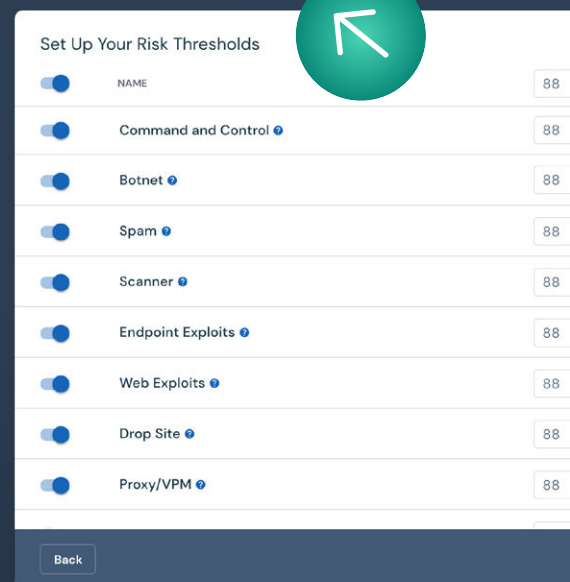 Set Up Your Risk Thresholds
NAME 88
Command and Control ? 88
Botnet ? 88
Spam ? 88
Scanner ? 88
Endpoint Exploits ? 88
Web Exploits ? 88
Drop Site ? 88
Proxy/VPM ? 88
Back